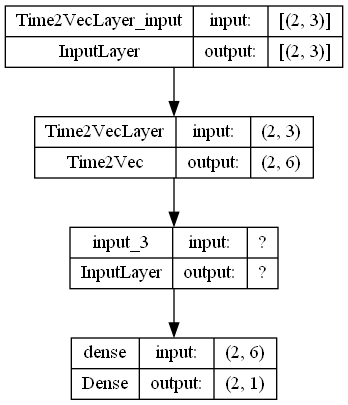 Time2VecLayer_input input: [(2, 3)]
InputLayer output: [(2, 3)]
Time2VecLayer input: (2, 3)
Time2Vec output: (2, 6)
input_3 input: ?
InputLayer output: ?
dense input: (2, 6)
Dense output: (2, 1)